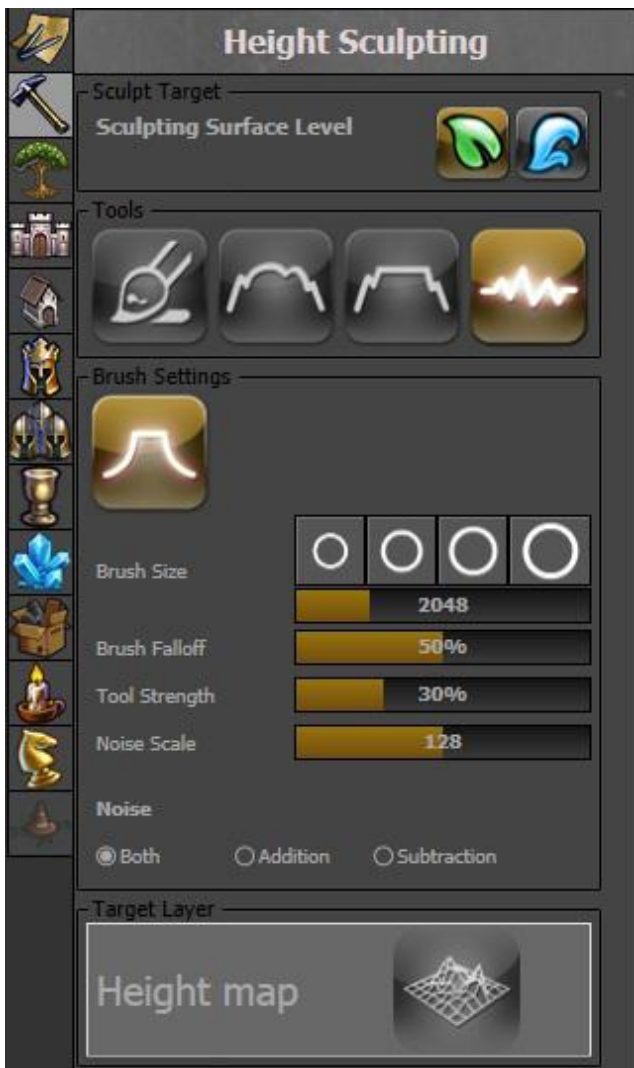 Height Sculpting
Sculpt Target
Sculpting Surface Level
Tools
Brush Settings
Brush Size
2048
Brush Falloff 50%
Tool Strength 30%
Noise Scale 128
Noise
Both Addition Subtraction
Target Layer
Height map